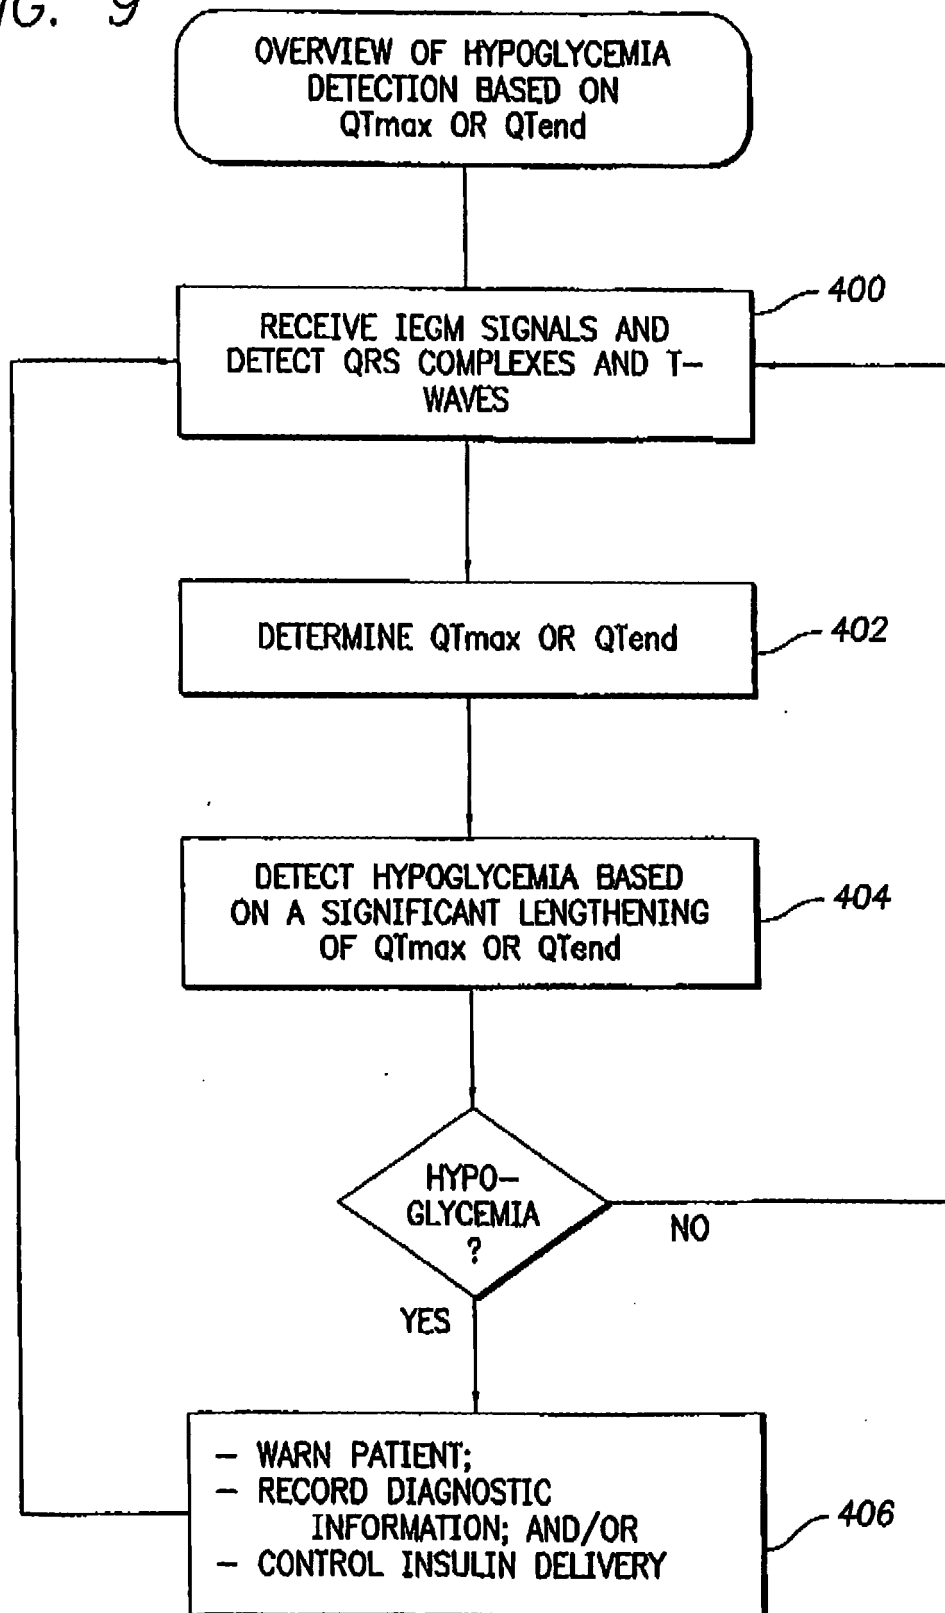 FIG. 9
OVERVIEW OF HYPOGLYCEMIA
DETECTION BASED ON
QTmax OR QTend
400
RECEIVE IEGM SIGNALS AND
DETECT QRS COMPLEXES AND T-
WAVES
DETERMINE QTmax OR QTend
402
DETECT HYPOGLYCEMIA BASED
ON A SIGNIFICANT LENGTHENING
OF QTmax OR QTend
404
HYPO-
GLYCEMIA
?
NO
YES
- WARN PATIENT;
- RECORD DIAGNOSTIC
INFORMATION; AND/OR
- CONTROL INSULIN DELIVERY
406